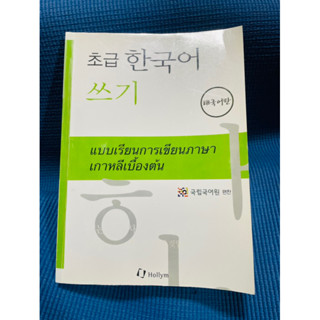 초급 한국어
쓰기
태국어판
แบบเรียนการเขียนภาษา
เกาหลีเบื้องต้น
국립국어원 편찬
Hollym